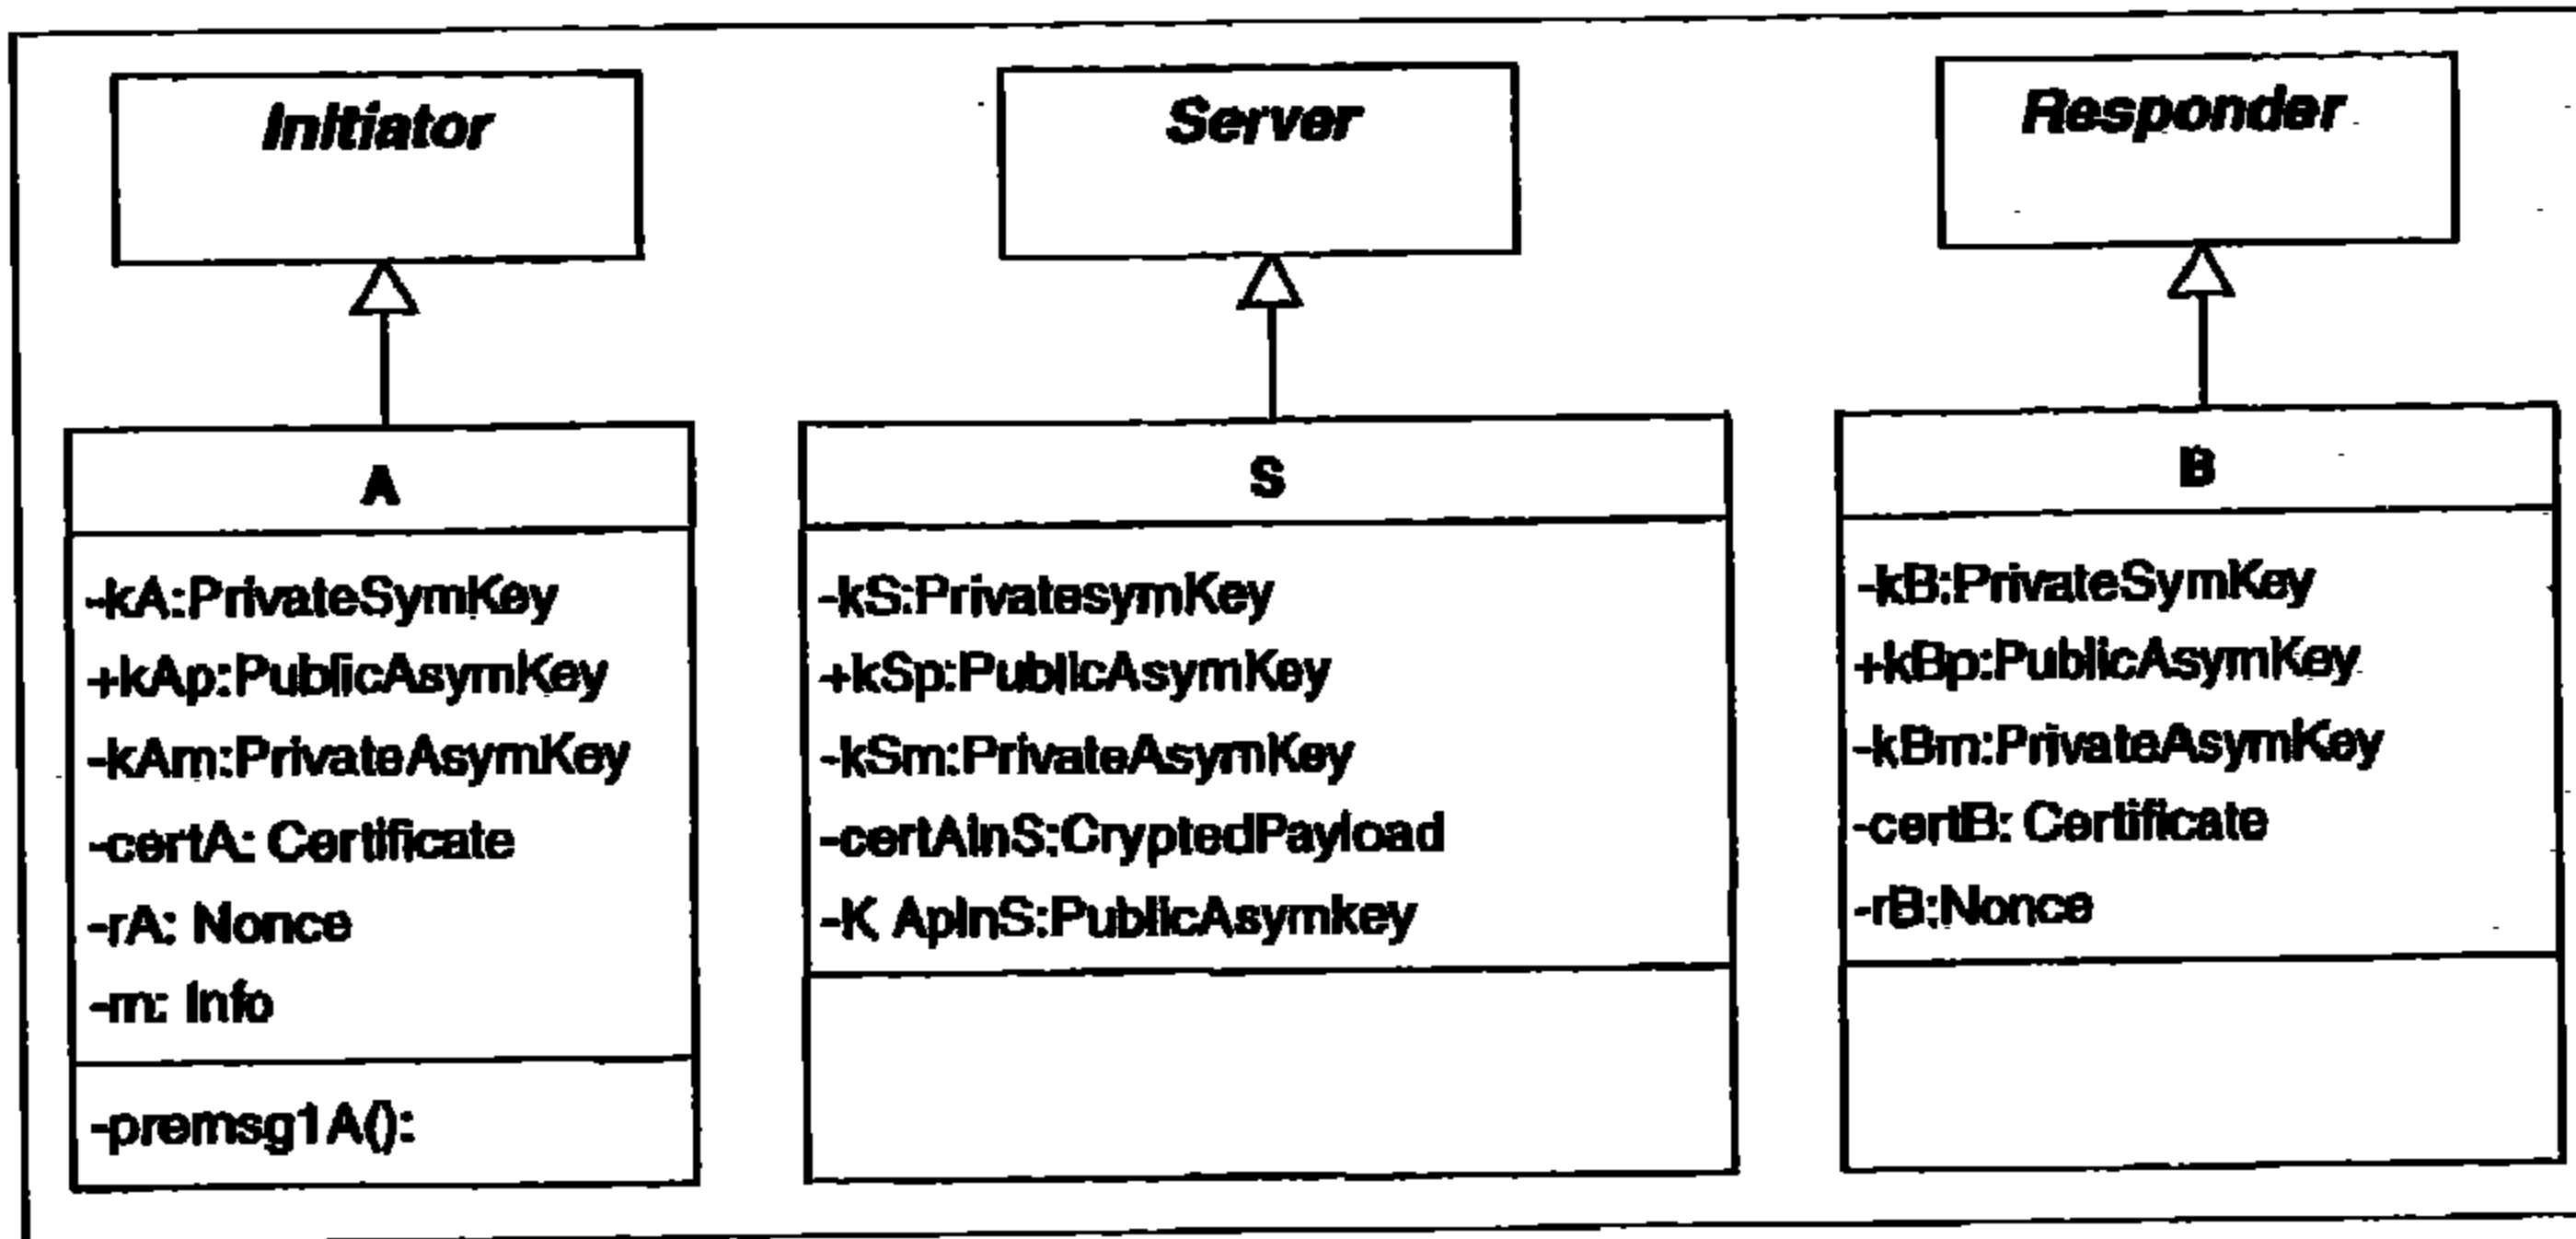 Initiator
Server
Responder
A
-kA:PrivateSymKey
+kAp:PublicAsymKey
-kAm:PrivateAsymKey
-certA: Certificate
-rA: Nonce
-m: Info
-premsg1A():
S
-kS:PrivatesymKey
+kSp:PublicAsymKey
-kSm:PrivateAsymKey
-certAinS:CryptedPayload
-K ApInS:PublicAsymkey
B
-kB:PrivateSymKey
+kBp:PublicAsymKey
-kBm:PrivateAsymKey
-certB: Certificate
-rB:Nonce